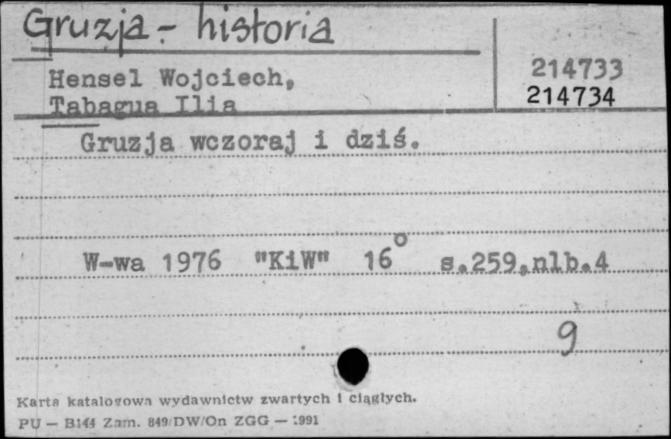 Gruzja - historia
Hensel Wojciech,
Tabagua Ilia
214733
214734
Gruzja wczoraj i dziś.
W-wa 1976 "KiW" 16° s.259,nlb.4
9
Karta katalogowa wydawnictw zwartych i ciągłych.
PU — B144 Zam. 849/DW/On ZGG — 1991